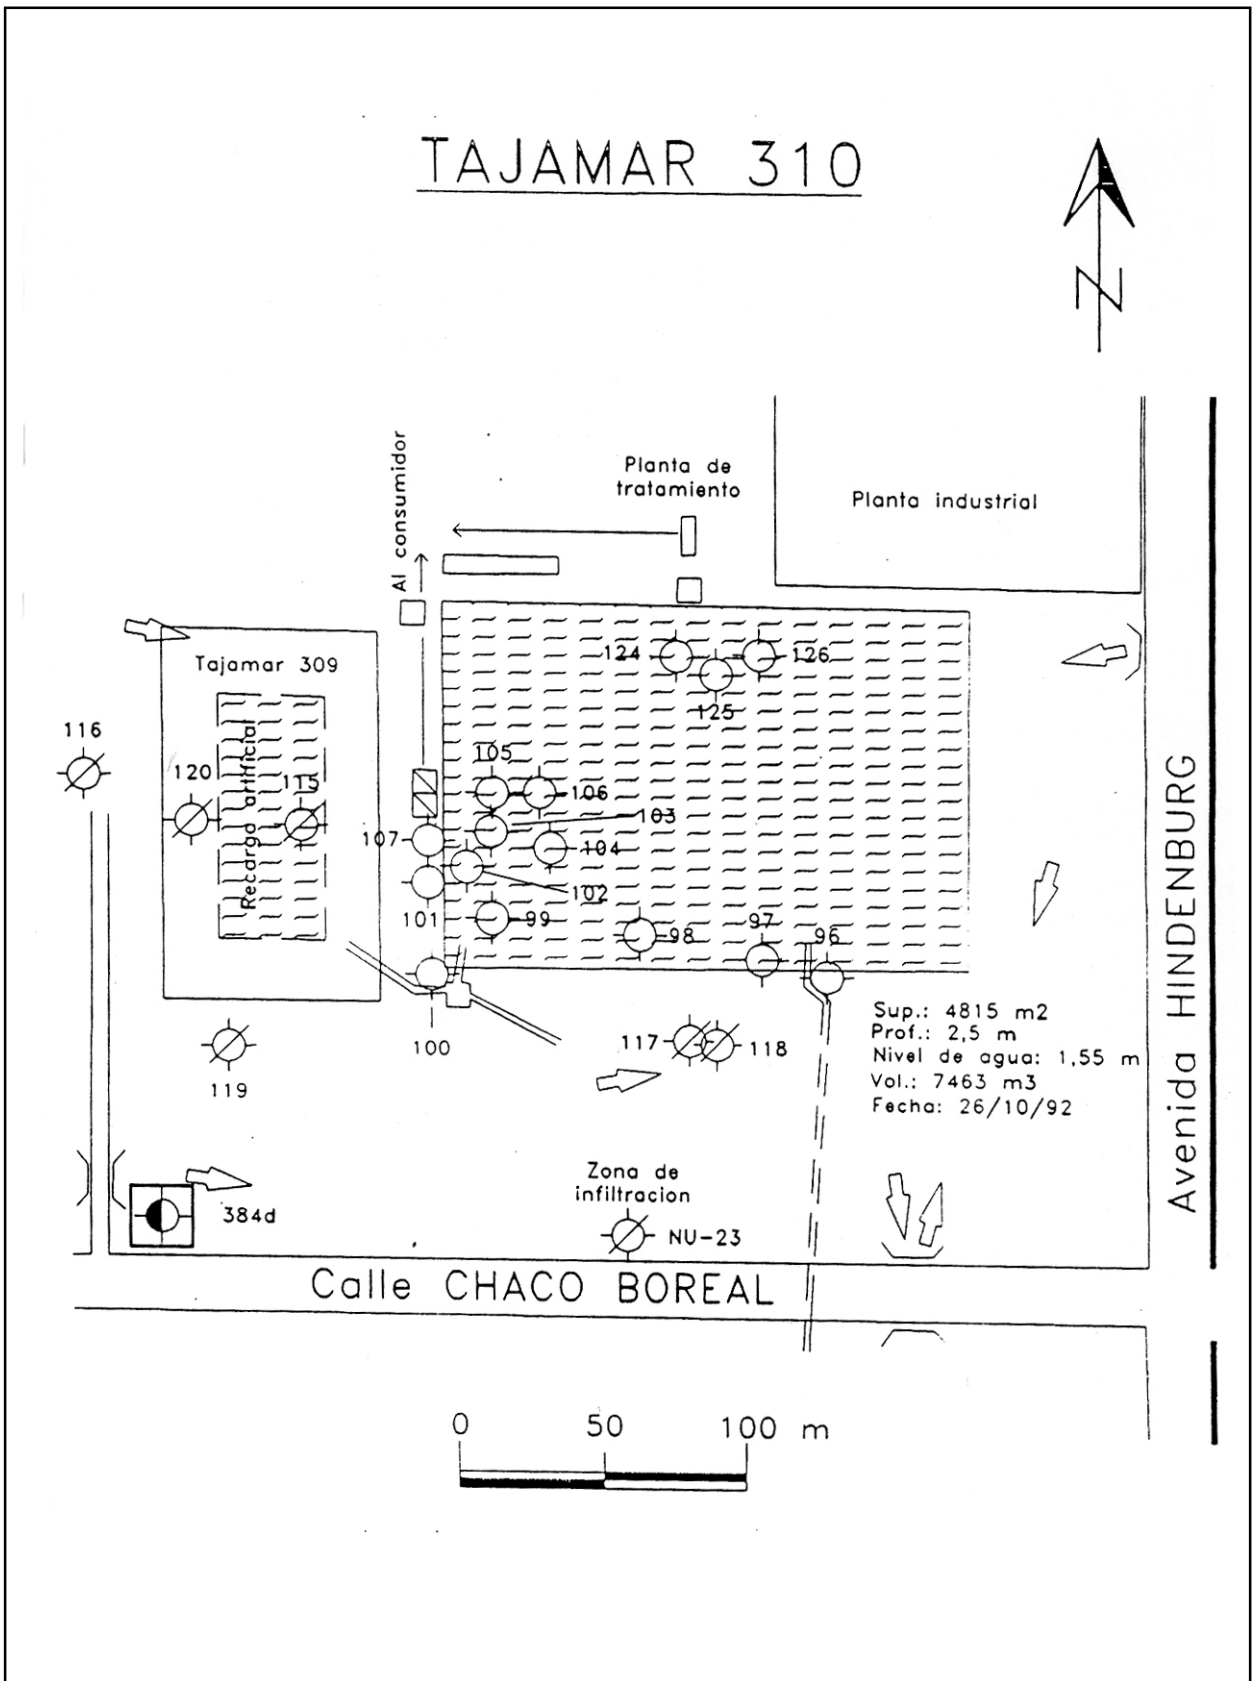 TAJAMAR 310
N
Al consumidor
Planta de
tratamiento
Planta industrial
Tajamar 309
Recarga artificial
116
120
115
124
125
126
105
106
103
104
107
102
101
99
98
97
96
100
117
118
119
Sup.: 4815 m2
Prof.: 2,5 m
Nivel de agua: 1,55 m
Vol.: 7463 m3
Fecha: 26/10/92
Avenida HINDENBURG
384d
Zona de
infiltracion
NU-23
Calle CHACO BOREAL
0 50 100 m